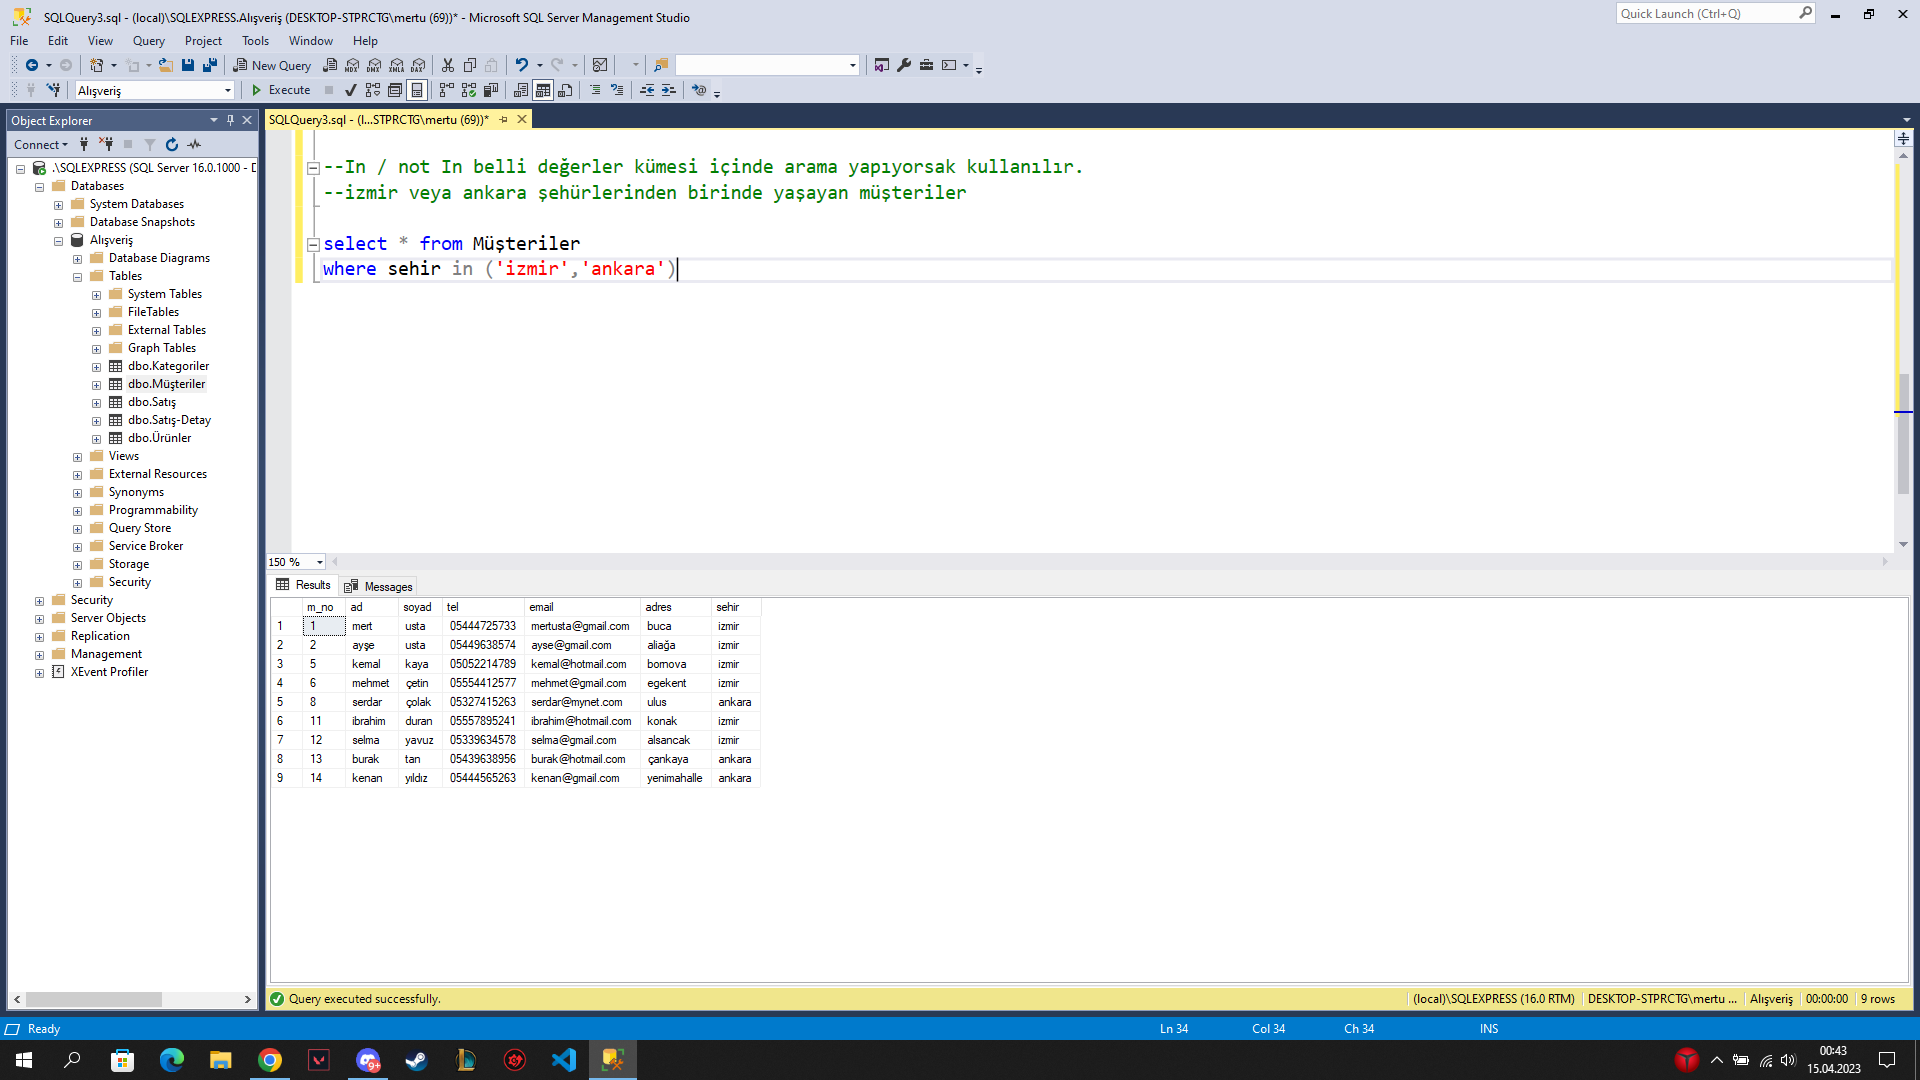 SQLQuery3.sql - (local)\SQLEXPRESS.Alışveriş (DESKTOP-STPRCTG\mertu (69))* - Microsoft SQL Server Management Studio
Quick Launch (Ctrl+Q)
File Edit View Query Project Tools Window Help
New Query
MDX DMX XMLA DAX
Alışveriş
Execute
Object Explorer
SQLQuery3.sql - (l...STPRCTG\mertu (69))*
Connect
.\SQLEXPRESS (SQL Server 16.0.1000 - D
Databases
System Databases
Database Snapshots
Alışveriş
Database Diagrams
Tables
System Tables
FileTables
External Tables
Graph Tables
dbo.Kategoriler
dbo.Müşteriler
dbo.Satış
dbo.Satış-Detay
dbo.Ürünler
Views
External Resources
Synonyms
Programmability
Query Store
Service Broker
Storage
Security
Security
Server Objects
Replication
Management
XEvent Profiler
--In / not In belli değerler kümesi içinde arama yapıyorsak kullanılır.
--izmir veya ankara şehürlerinden birinde yaşayan müşteriler
select * from Müşteriler
where sehir in ('izmir','ankara')
150 %
Results Messages
m_no ad soyad tel email adres sehir
1 1 mert usta 05444725733 mertusta@gmail.com buca izmir
2 2 ayşe usta 05449638574 ayse@gmail.com aliağa izmir
3 5 kemal kaya 05052214789 kemal@hotmail.com bornova izmir
4 6 mehmet çetin 05554412577 mehmet@gmail.com egekent izmir
5 8 serdar çolak 05327415263 serdar@mynet.com ulus ankara
6 11 ibrahim duran 05557895241 ibrahim@hotmail.com konak izmir
7 12 selma yavuz 05339634578 selma@gmail.com alsancak izmir
8 13 burak tan 05439638956 burak@hotmail.com çankaya ankara
9 14 kenan yıldız 05444565263 kenan@gmail.com yenimahalle ankara
Query executed successfully.
(local)\SQLEXPRESS (16.0 RTM) DESKTOP-STPRCTG\mertu ... Alışveriş 00:00:00 9 rows
Ready
Ln 34 Col 34 Ch 34 INS
9+
00:43
15.04.2023